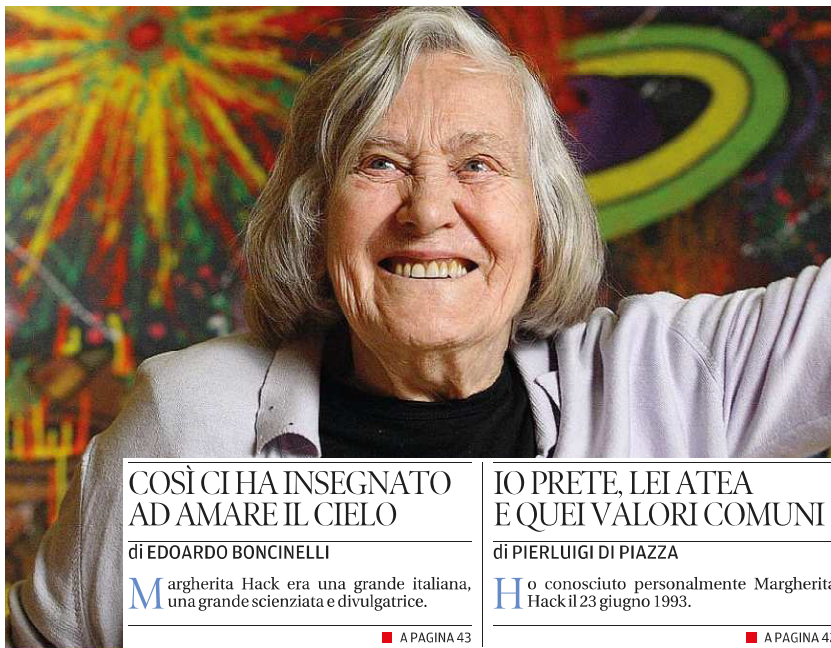 COSÌ CI HA INSEGNATO
AD AMARE IL CIELO
di EDOARDO BONCINELLI
Margherita Hack era una grande italiana,
una grande scienziata e divulgatrice.
A PAGINA 43
IO PRETE, LEI ATEA
E QUEI VALORI COMUNI
di PIERLUIGI DI PIAZZA
Ho conosciuto personalmente Margherita
Hack il 23 giugno 1993.
A PAGINA